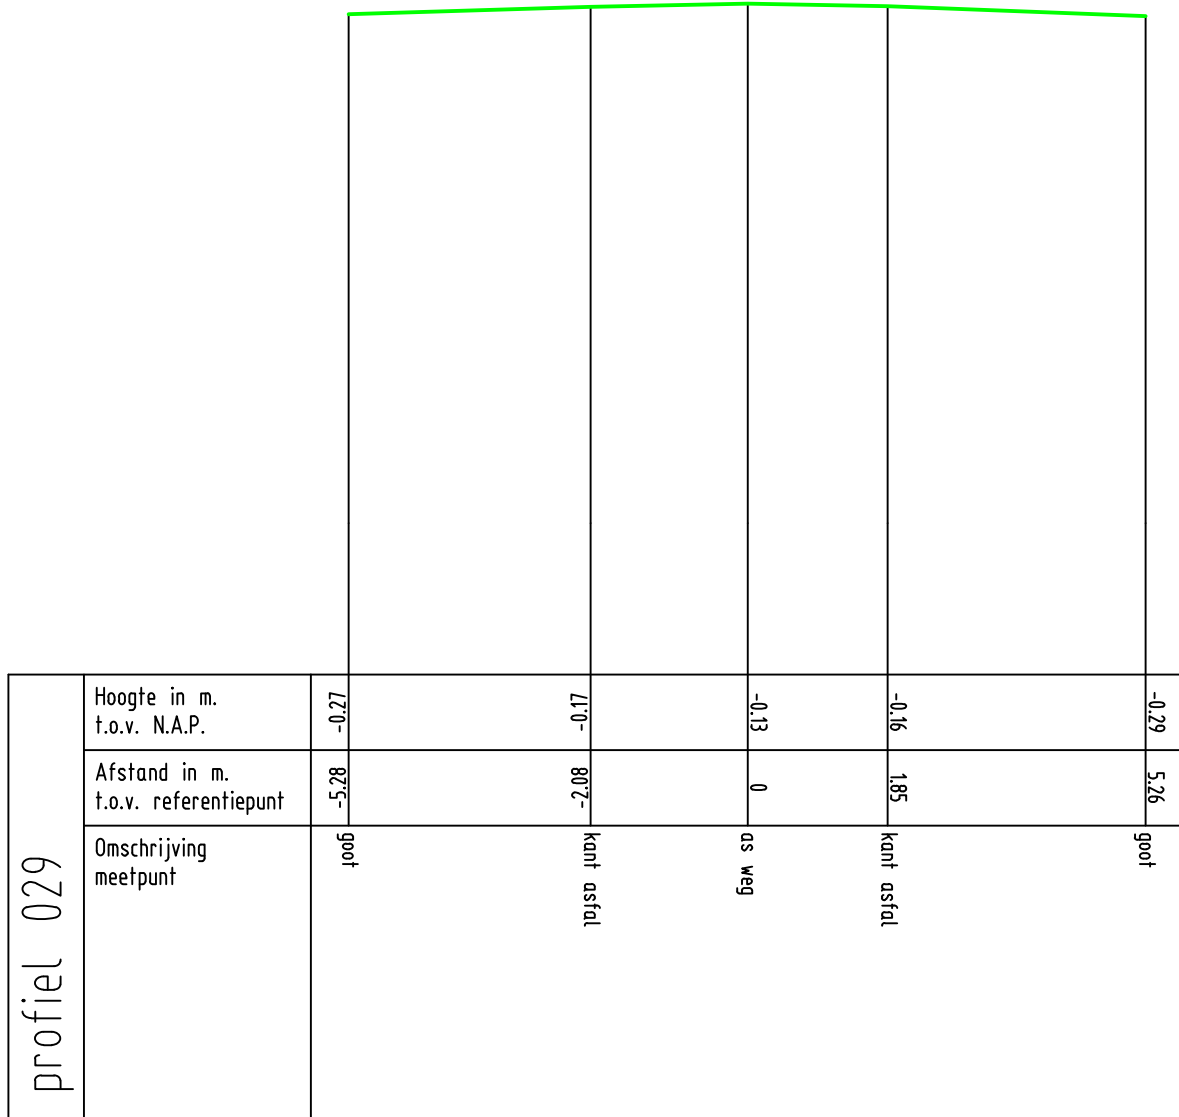 Hoogte in m.
t.o.v. N.A.P.
-0.27
-0.17
-0.13
-0.16
-0.29
Afstand in m.
t.o.v. referentiepunt
-5.28
-2.08
0
1.85
5.26
Omschrijving
meetpunt
goot
kant asfal
as weg
kant asfal
goot
profiel 029